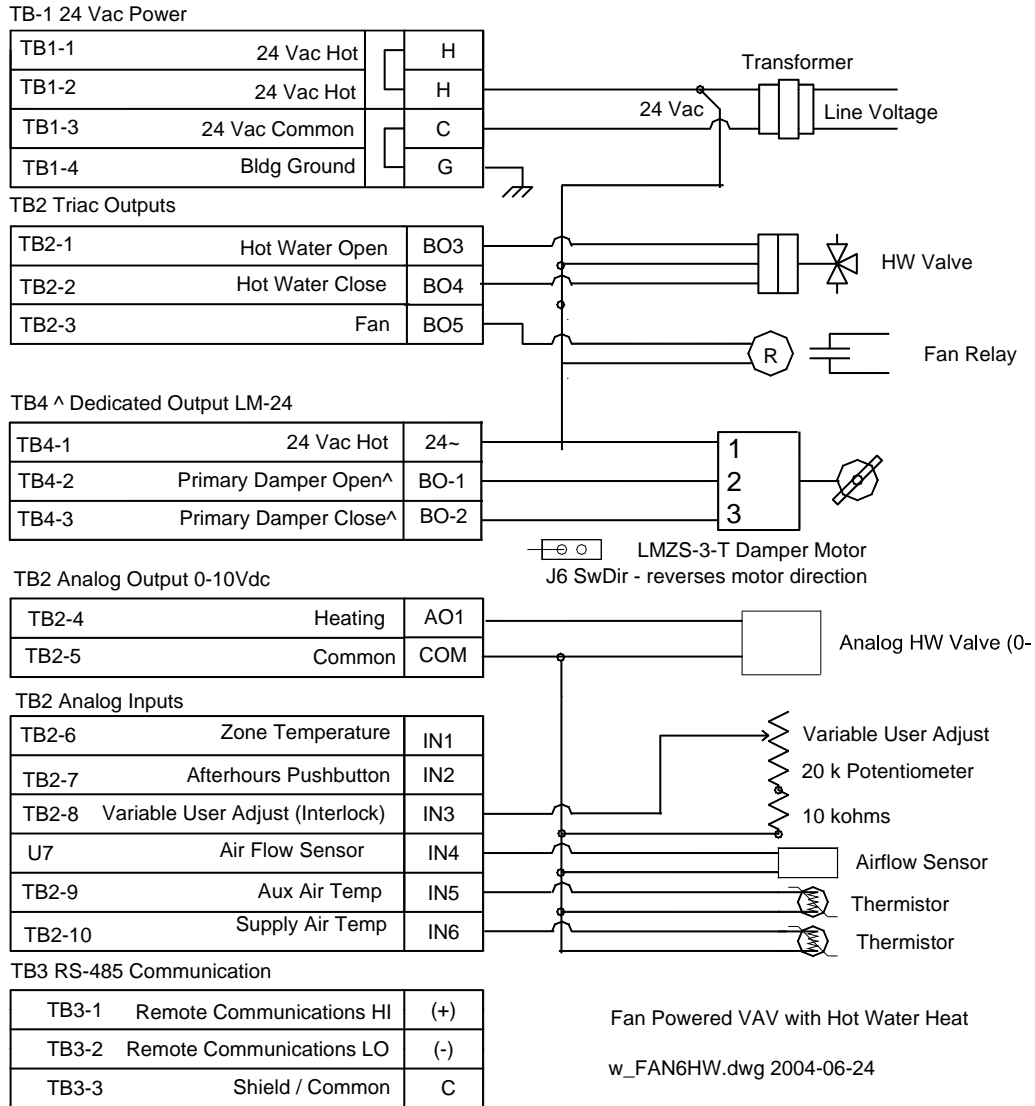 TB-1 24 Vac Power
TB1-1 24 Vac Hot H
TB1-2 24 Vac Hot H
TB1-3 24 Vac Common C
TB1-4 Bldg Ground G
Transformer
24 Vac
Line Voltage
TB2 Triac Outputs
TB2-1 Hot Water Open BO3
TB2-2 Hot Water Close BO4
TB2-3 Fan BO5
HW Valve
R
Fan Relay
TB4 ^ Dedicated Output LM-24
TB4-1 24 Vac Hot 24~
TB4-2 Primary Damper Open^ BO-1
TB4-3 Primary Damper Close^ BO-2
1
2
3
LMZS-3-T Damper Motor
J6 SwDir - reverses motor direction
TB2 Analog Output 0-10Vdc
TB2-4 Heating AO1
TB2-5 Common COM
Analog HW Valve (0-
TB2 Analog Inputs
TB2-6 Zone Temperature IN1
TB2-7 Afterhours Pushbutton IN2
TB2-8 Variable User Adjust (Interlock) IN3
U7 Air Flow Sensor IN4
TB2-9 Aux Air Temp IN5
TB2-10 Supply Air Temp IN6
Variable User Adjust
20 k Potentiometer
10 kohms
Airflow Sensor
Thermistor
Thermistor
TB3 RS-485 Communication
TB3-1 Remote Communications HI (+)
TB3-2 Remote Communications LO (-)
TB3-3 Shield / Common C
Fan Powered VAV with Hot Water Heat
w_FAN6HW.dwg 2004-06-24